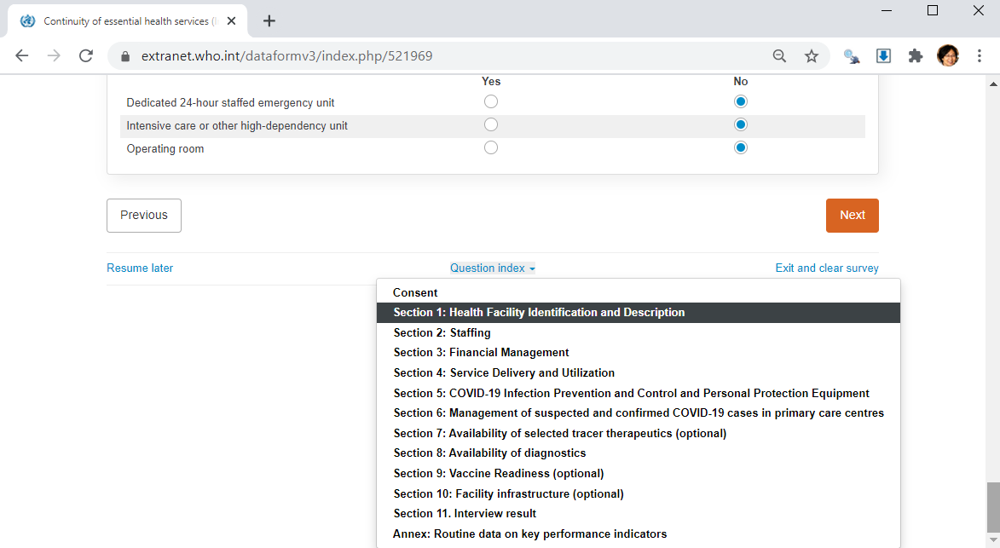 Continuity of essential health services (
extranet.who.int/dataformv3/index.php/521969
Yes No
Dedicated 24-hour staffed emergency unit
Intensive care or other high-dependency unit
Operating room
Previous Next
Resume later Question index Exit and clear survey
Consent
Section 1: Health Facility Identification and Description
Section 2: Staffing
Section 3: Financial Management
Section 4: Service Delivery and Utilization
Section 5: COVID-19 Infection Prevention and Control and Personal Protection Equipment
Section 6: Management of suspected and confirmed COVID-19 cases in primary care centres
Section 7: Availability of selected tracer therapeutics (optional)
Section 8: Availability of diagnostics
Section 9: Vaccine Readiness (optional)
Section 10: Facility infrastructure (optional)
Section 11. Interview result
Annex: Routine data on key performance indicators